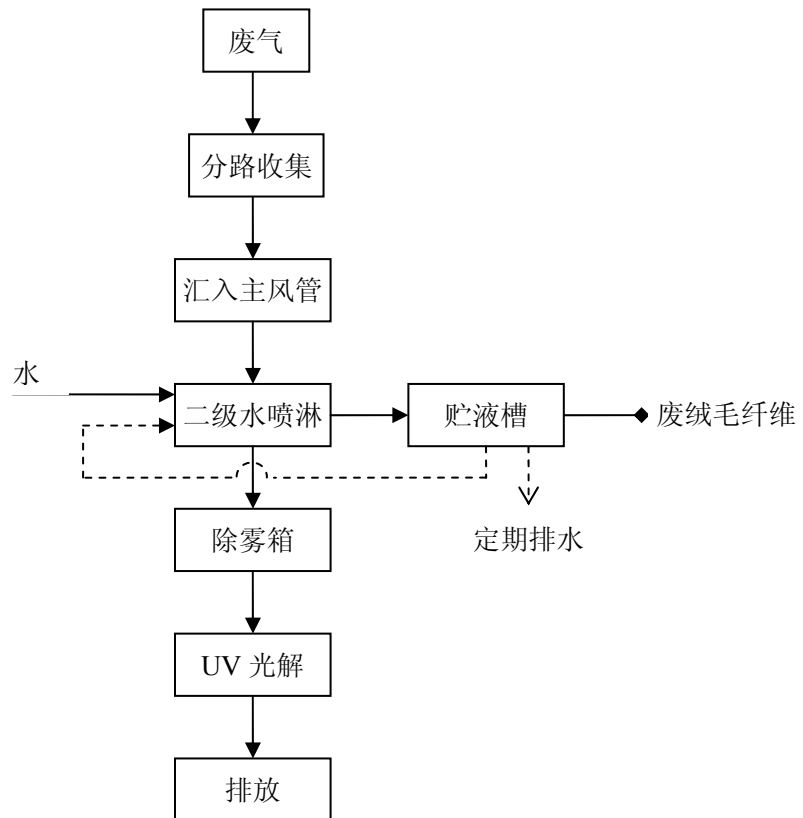 废气
分路收集
汇入主风管
水
二级水喷淋
贮液槽
废绒毛纤维
除雾箱
定期排水
UV 光解
排放